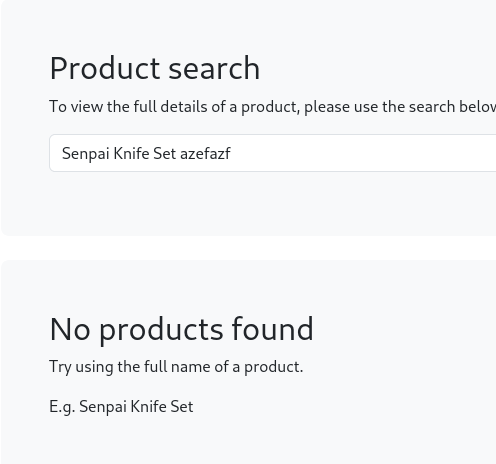 Product search
To view the full details of a product, please use the search below
Senpai Knife Set azefazf
No products found
Try using the full name of a product.
E.g. Senpai Knife Set